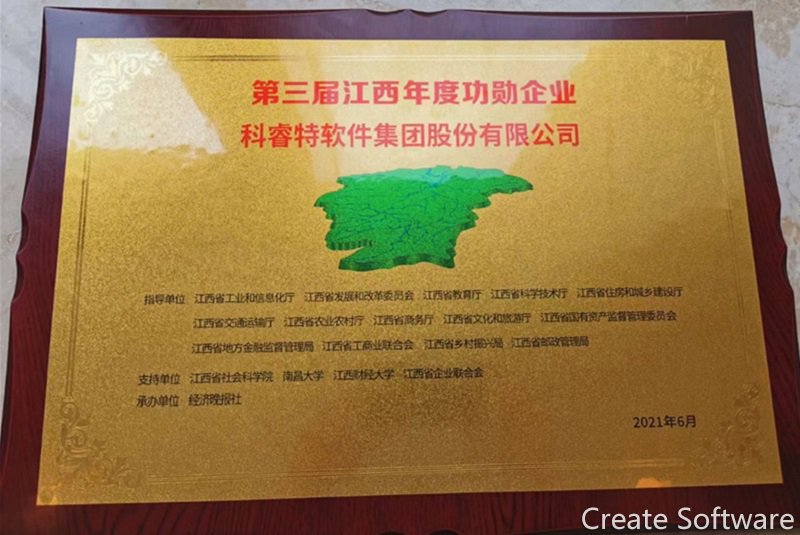 第三届江西年度功勋企业
科睿特软件集团股份有限公司
指导单位 江西省工业和信息化厅 江西省发展和改革委员会 江西省教育厅 江西省科学技术厅 江西省住房和城乡建设厅
江西省交通运输厅 江西省农业农村厅 江西省商务厅 江西省文化和旅游厅 江西省国有资产监督管理委员会
江西省地方金融监督管理局 江西省工商业联合会 江西省乡村振兴局 江西省邮政管理局
支持单位 江西省社会科学院 南昌大学 江西财经大学 江西省企业联合会
承办单位 经济晚报社
2021年6月
Create Software